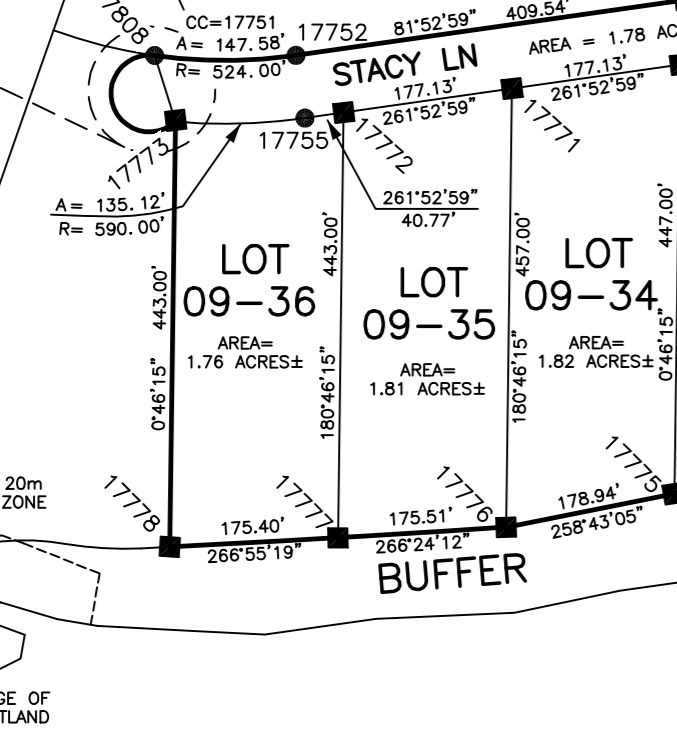 7808
CC=17751
17752
A= 147.58'
R= 524.00'
81°52'59"
409.54'
STACY LN
AREA = 1.78 AC
177.13'
261°52'59"
177.13'
261°52'59"
17773
17755
17772
17771
A= 135.12'
R= 590.00'
261°52'59"
40.77'
443.00'
0°46'15"
LOT
09-36
AREA=
1.76 ACRES±
443.00'
180°46'15"
LOT
09-35
AREA=
1.81 ACRES±
457.00'
180°46'15"
LOT
09-34
AREA=
1.82 ACRES±
447.00'
0°46'15"
20m
ZONE
17778
17777
17776
17775
175.40'
266°55'19"
175.51'
266°24'12"
178.94'
258°43'05"
BUFFER
GE OF
TLAND